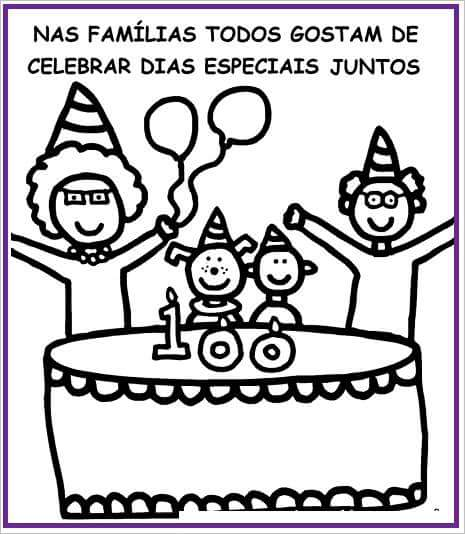 NAS FAMÍLIAS TODOS GOSTAM DE
CELEBRAR DIAS ESPECIAIS JUNTOS
100